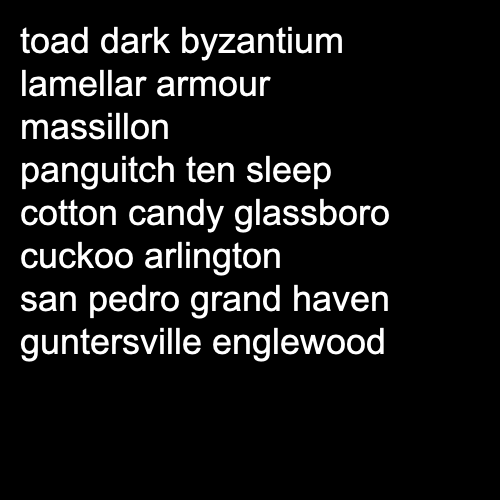 toad dark byzantium
lamellar armour
massillon
panguitch ten sleep
cotton candy glassboro
cuckoo arlington
san pedro grand haven
guntersville englewood